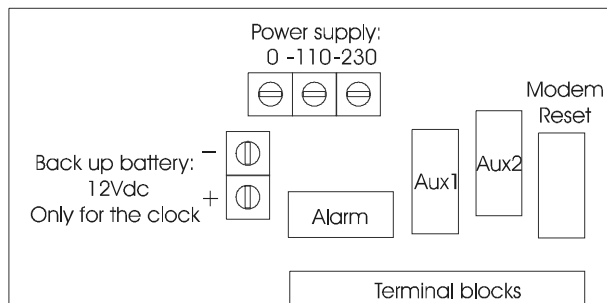 Power supply:
0 -110-230
Modem
Reset
Back up battery:
12Vdc
Only for the clock
-
+
Aux1
Aux2
Alarm
Terminal blocks